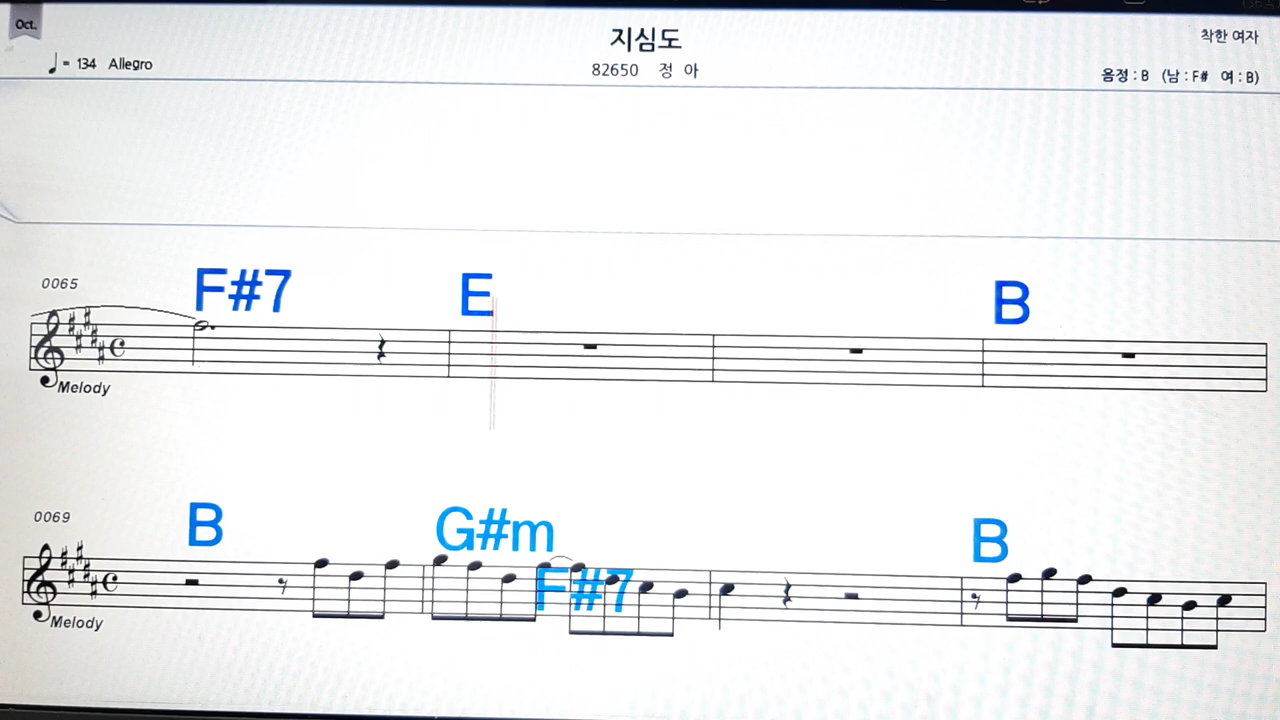 Oct.
지심도
착한 여자
♩= 134 Allegro
82650 정 아
음정 : B (남 : F# 여 : B)
0065
F#7 E B
Melody
0069
B G#m F#7 B
Melody